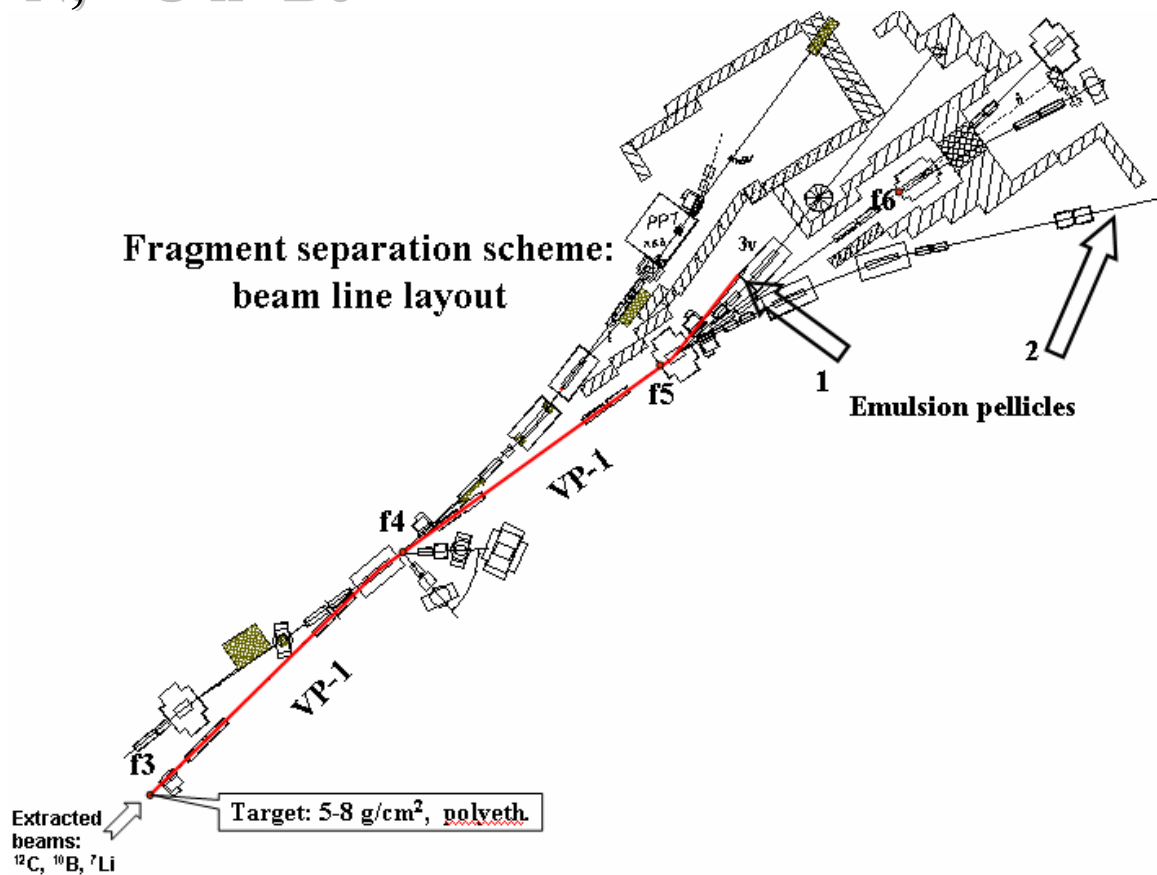 Fragment separation scheme:
beam line layout
PPT
3v
f6
f5
1
2
Emulsion pellicles
VP-1
f4
VP-1
f3
Extracted
beams:
¹²C, ¹⁰B, ⁷Li
Target: 5-8 g/cm², polyeth.